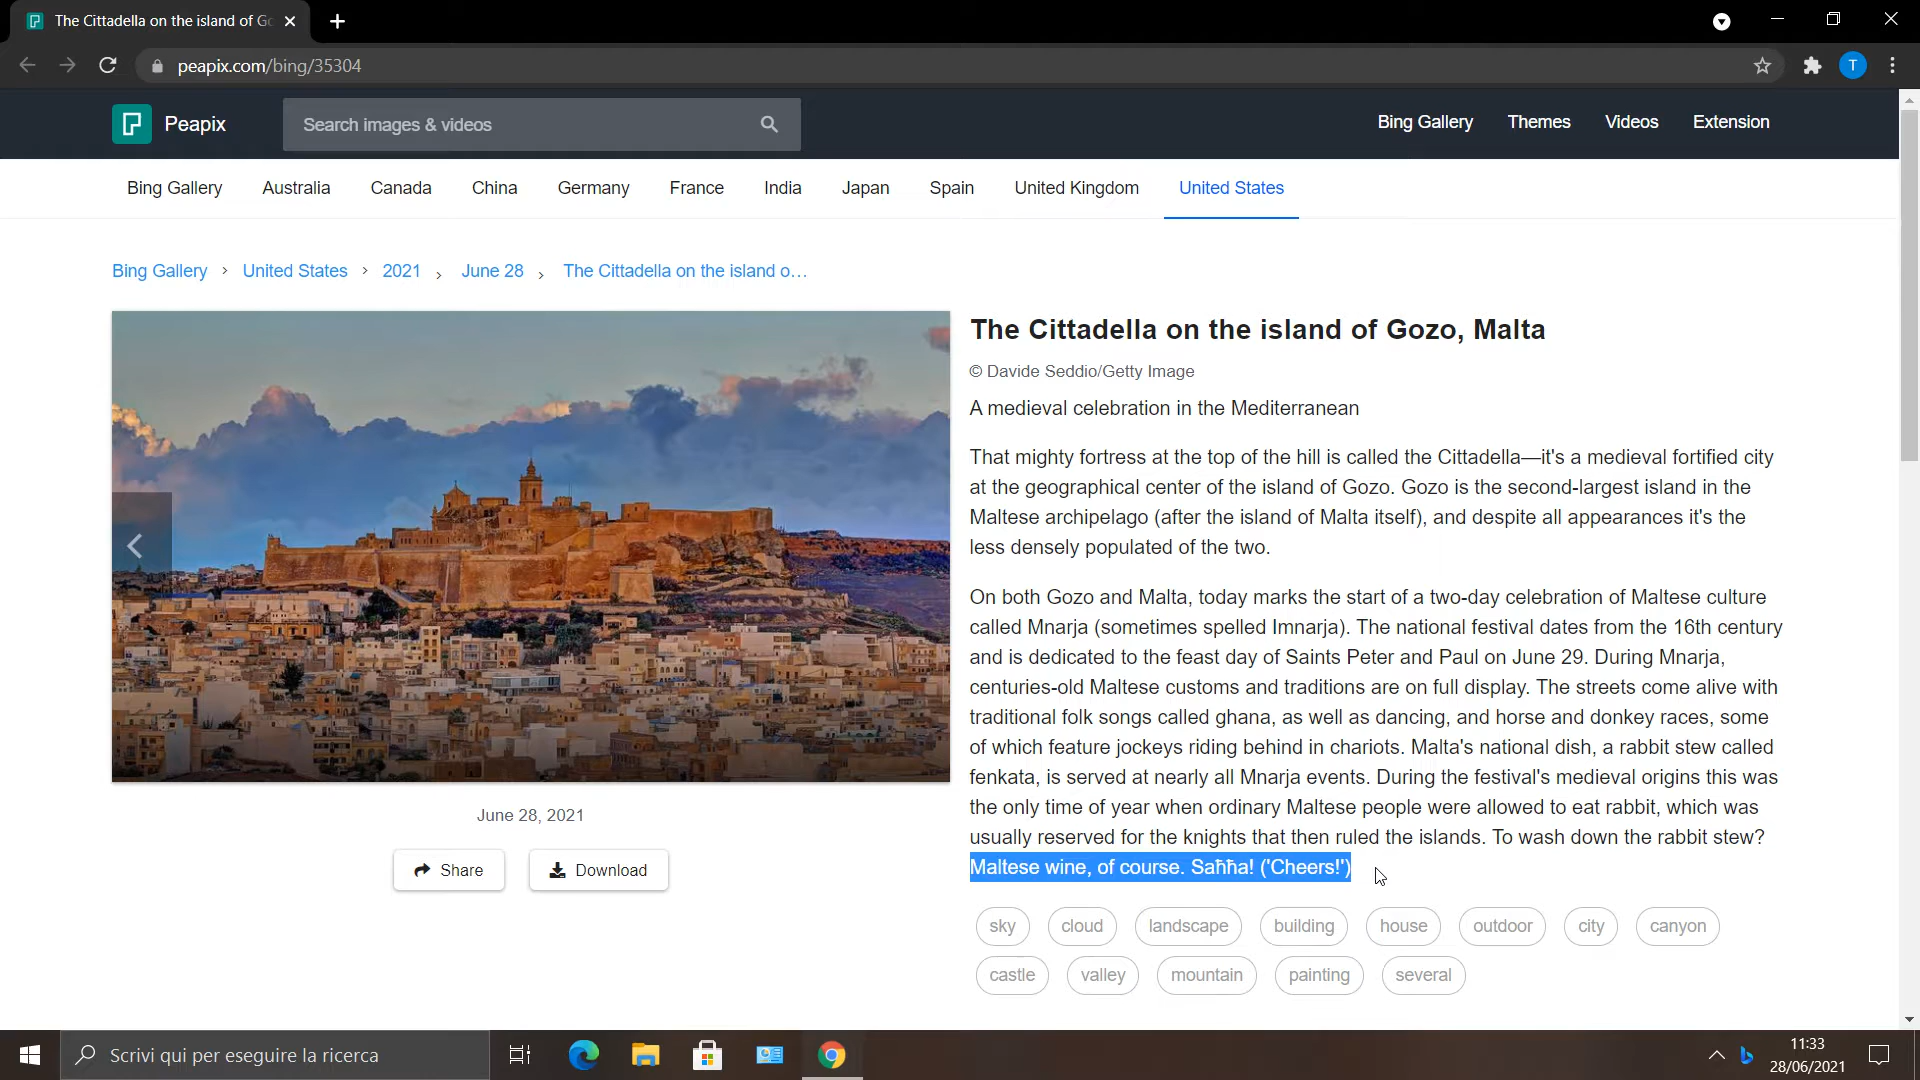 The Cittadella on the island of G
peapix.com/bing/35304
T
Peapix
Search images & videos
Bing Gallery
Themes
Videos
Extension
Bing Gallery
Australia
Canada
China
Germany
France
India
Japan
Spain
United Kingdom
United States
Bing Gallery > United States > 2021 > June 28 > The Cittadella on the island o...
The Cittadella on the island of Gozo, Malta
© Davide Seddio/Getty Image
A medieval celebration in the Mediterranean
That mighty fortress at the top of the hill is called the Cittadella—it's a medieval fortified city
at the geographical center of the island of Gozo. Gozo is the second-largest island in the
Maltese archipelago (after the island of Malta itself), and despite all appearances it's the
less densely populated of the two.
On both Gozo and Malta, today marks the start of a two-day celebration of Maltese culture
called Mnarja (sometimes spelled Imnarja). The national festival dates from the 16th century
and is dedicated to the feast day of Saints Peter and Paul on June 29. During Mnarja,
centuries-old Maltese customs and traditions are on full display. The streets come alive with
traditional folk songs called ghana, as well as dancing, and horse and donkey races, some
of which feature jockeys riding behind in chariots. Malta's national dish, a rabbit stew called
fenkata, is served at nearly all Mnarja events. During the festival's medieval origins this was
the only time of year when ordinary Maltese people were allowed to eat rabbit, which was
usually reserved for the knights that then ruled the islands. To wash down the rabbit stew?
Maltese wine, of course. Saħħa! ('Cheers!')
June 28, 2021
Share
Download
sky
cloud
landscape
building
house
outdoor
city
canyon
castle
valley
mountain
painting
several
Scrivi qui per eseguire la ricerca
11:33
28/06/2021